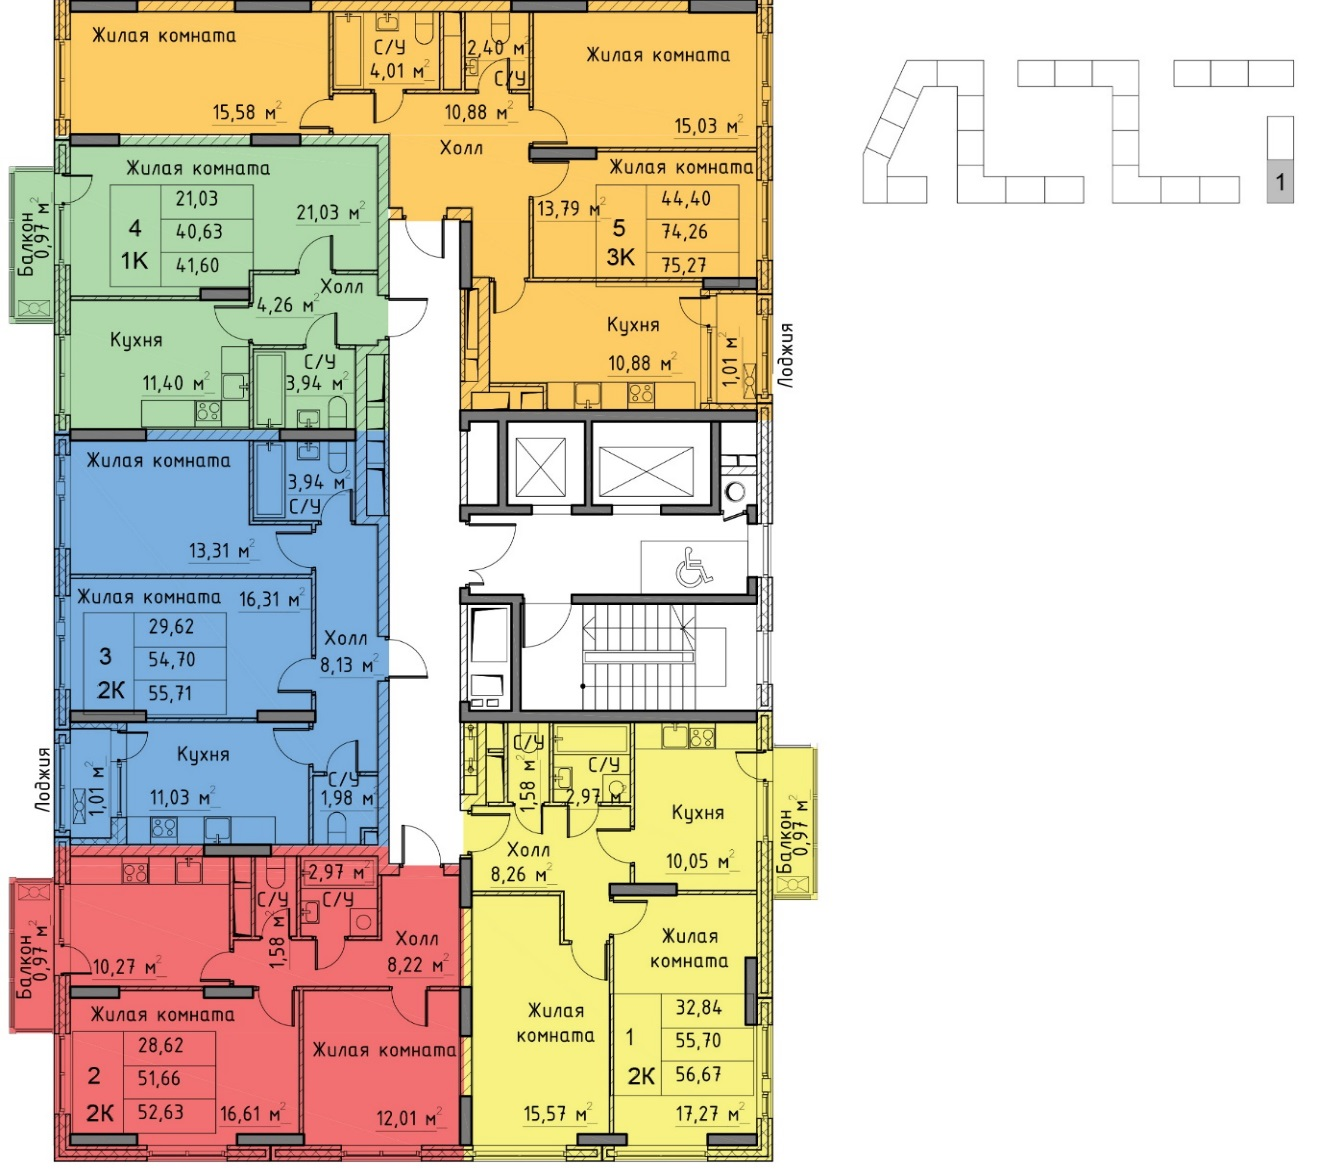 Жилая комната
15,58 м²
С/У
4,01 м²
2,40 м²
С/У
10,88 м²
Холл
Жилая комната
15,03 м²
Жилая комната
13,79 м²
5
3К
44,40
74,26
75,27
Кухня
10,88 м²
1,01 м²
Лоджия
Жилая комната
21,03 м²
4
1К
21,03
40,63
41,60
Балкон
0,97 м²
Холл
4,26 м²
Кухня
11,40 м²
С/У
3,94 м²
Жилая комната
13,31 м²
3,94 м²
С/У
Жилая комната
16,31 м²
3
2К
29,62
54,70
55,71
Холл
8,13 м²
Кухня
11,03 м²
1,01 м²
Лоджия
С/У
1,98 м²
С/У
1,58 м²
С/У
2,97 м²
Кухня
10,05 м²
Балкон
0,97 м²
Холл
8,26 м²
Жилая
комната
15,57 м²
Жилая
комната
17,27 м²
1
2К
32,84
55,70
56,67
2,97 м²
С/У
С/У
1,58 м²
Холл
8,22 м²
10,27 м²
Балкон
0,97 м²
Жилая комната
16,61 м²
2
2К
28,62
51,66
52,63
Жилая комната
12,01 м²
1